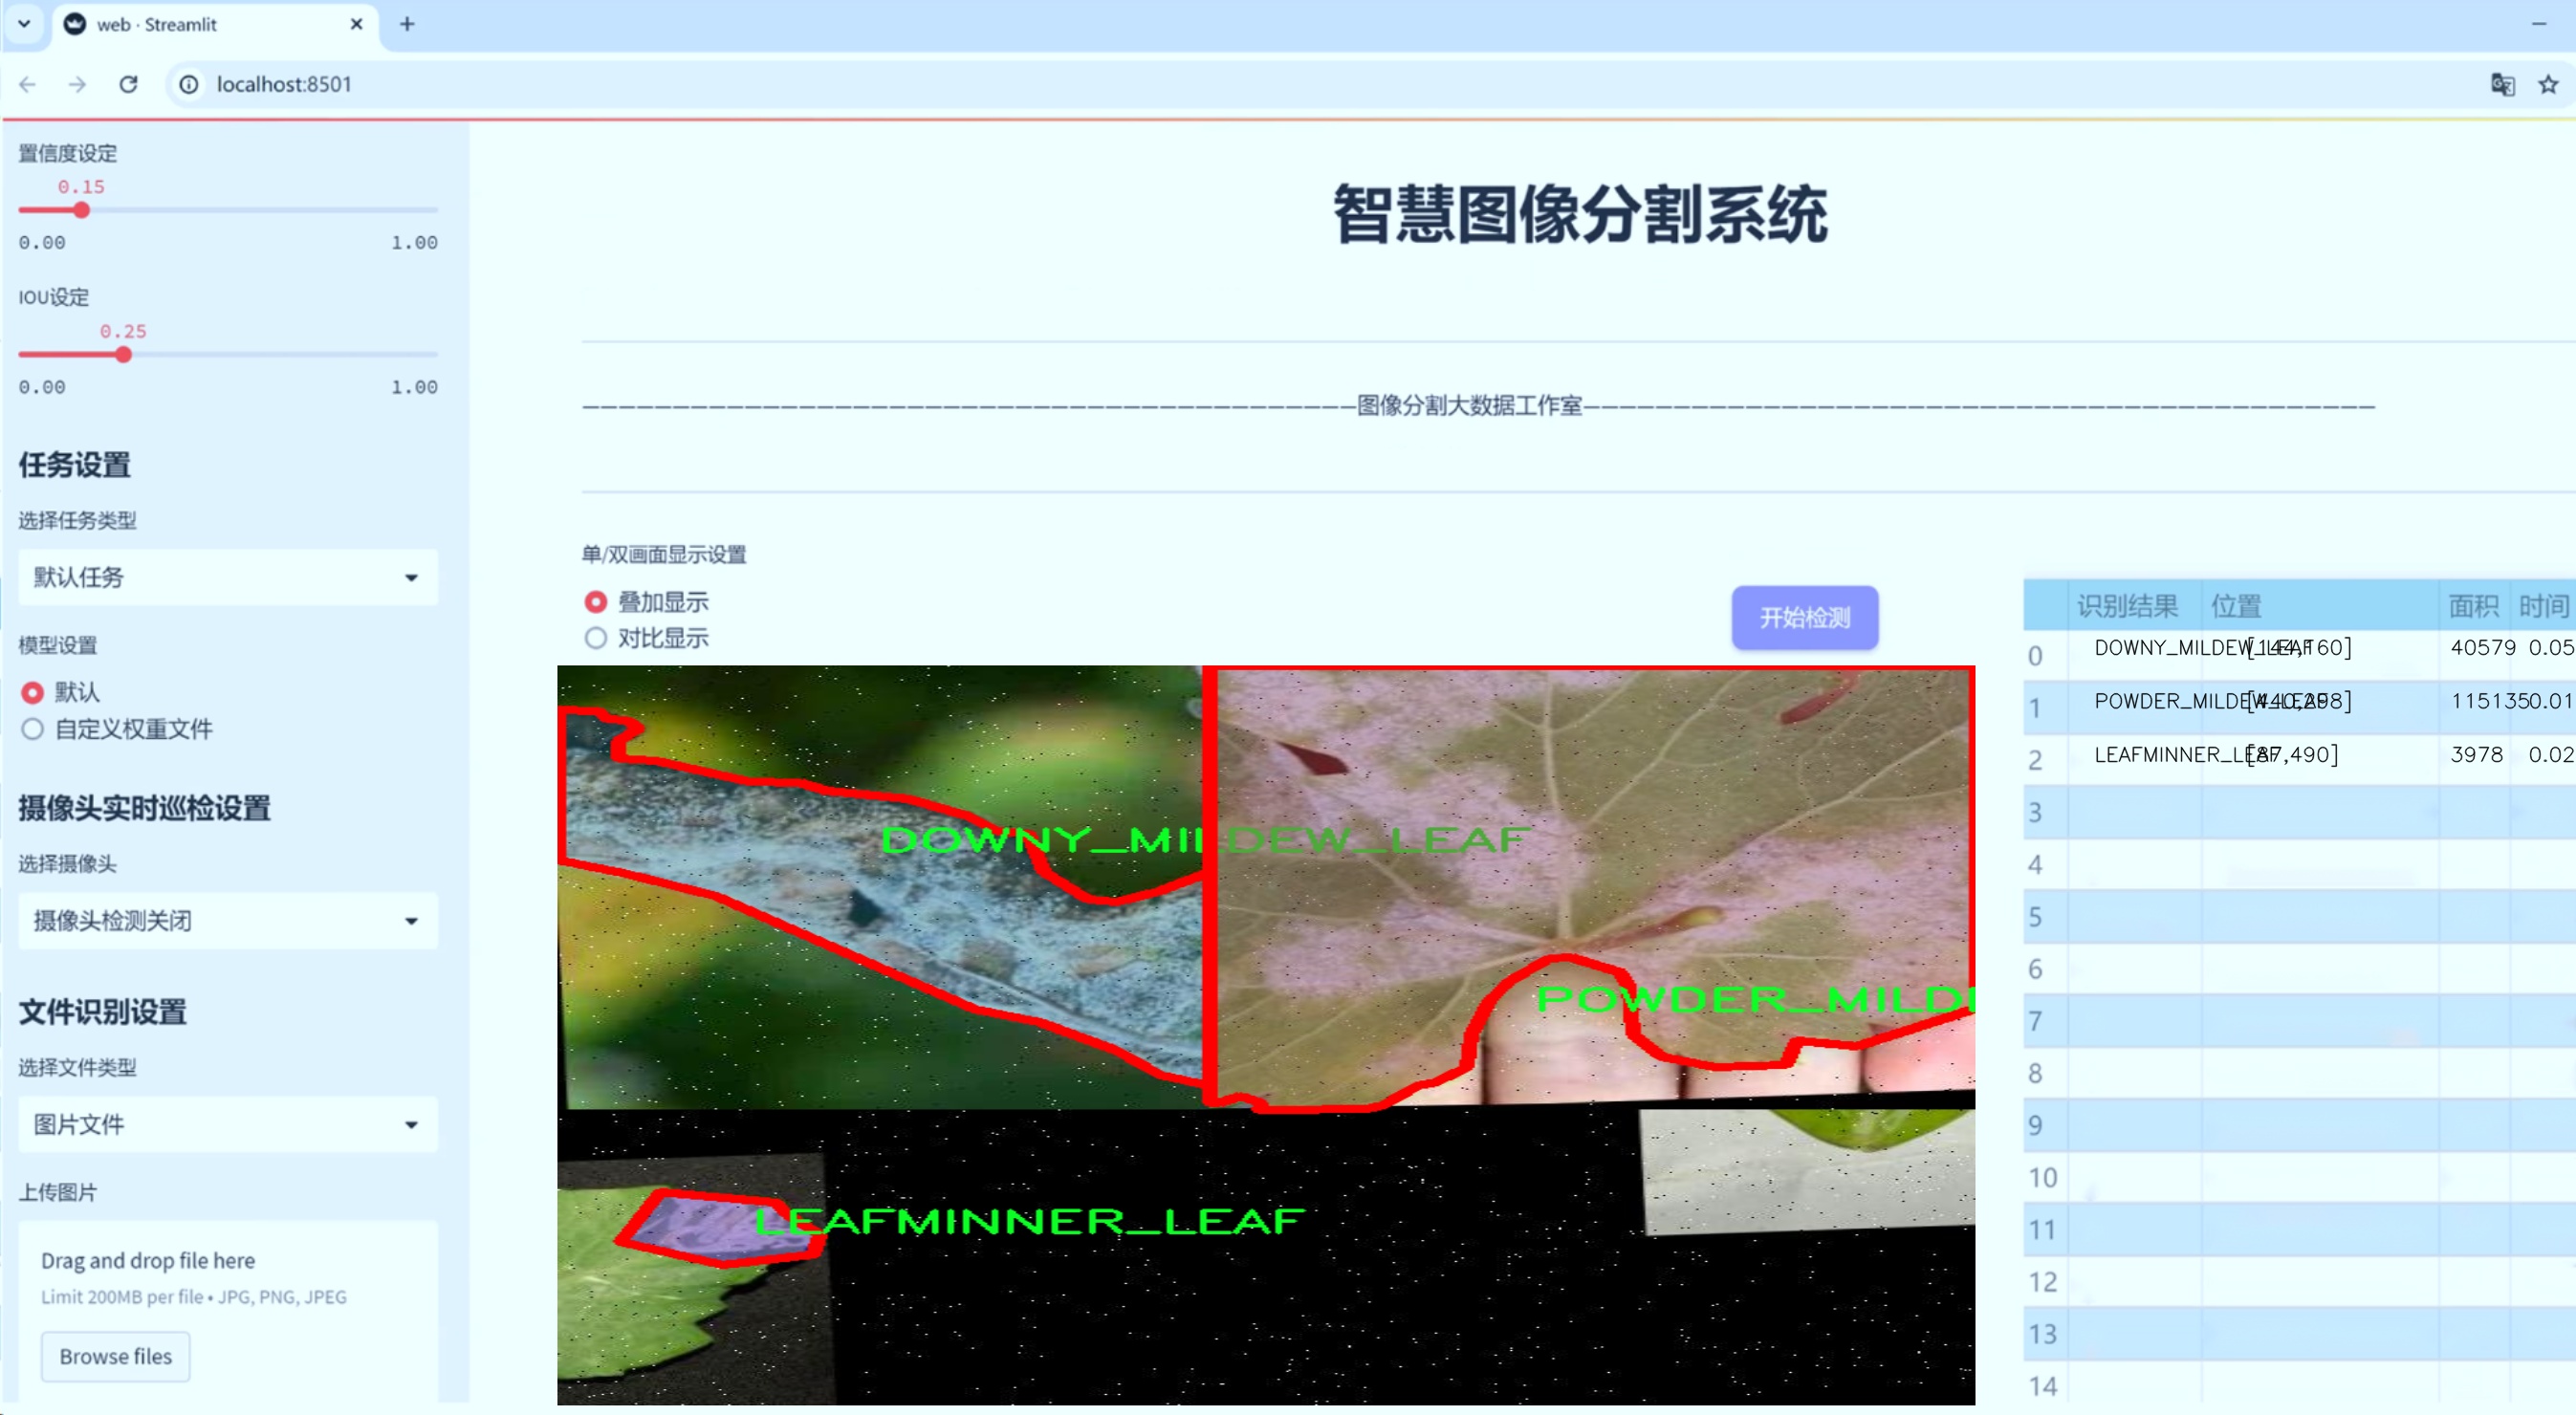 web · Streamlit
localhost:8501
置信度设定
0.15
0.00 1.00
IOU设定
0.25
0.00 1.00
任务设置
选择任务类型
默认任务
模型设置
默认
自定义权重文件
摄像头实时巡检设置
选择摄像头
摄像头检测关闭
文件识别设置
选择文件类型
图片文件
上传图片
Drag and drop file here
Limit 200MB per file • JPG, PNG, JPEG
Browse files
智慧图像分割系统
图像分割大数据工作室
单/双画面显示设置
叠加显示
对比显示
开始检测
DOWNY_MILDEW_LEAF
POWDER_MILD
LEAFMINNER_LEAF
识别结果 位置 面积 时间
0 DOWNY_MILDEW_LEAF [144,160] 40579 0.05
1 POWDER_MILDEW_LEAF [440,298] 115135 0.01
2 LEAFMINNER_LEAF [87,490] 3978 0.02
3
4
5
6
7
8
9
10
11
12
13
14